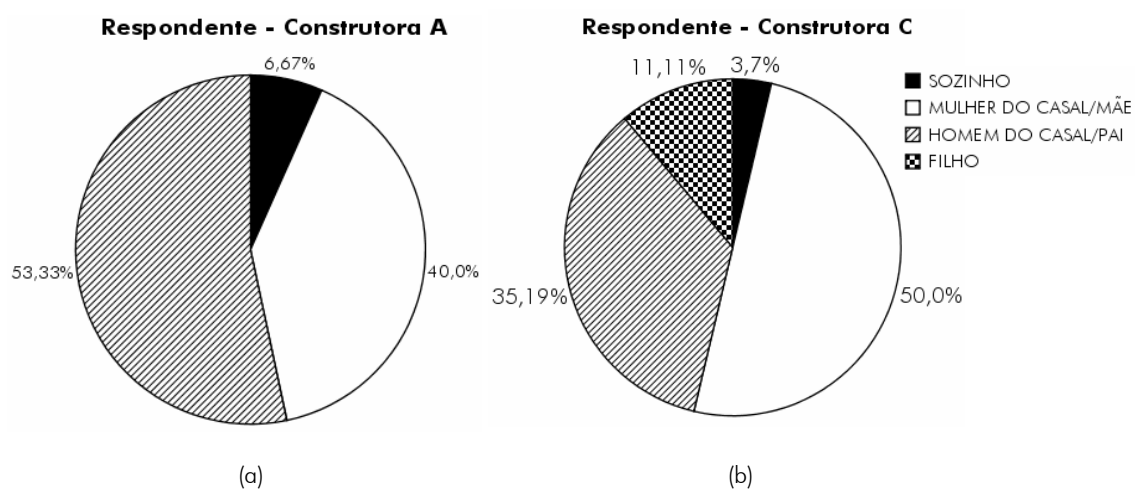 Respondente - Construtora A
6,67%
53,33%
40,0%
(a)
Respondente - Construtora C
11,11%
3,7%
35,19%
50,0%
SOZINHO
MULHER DO CASAL/MÃE
HOMEM DO CASAL/PAI
FILHO
(b)